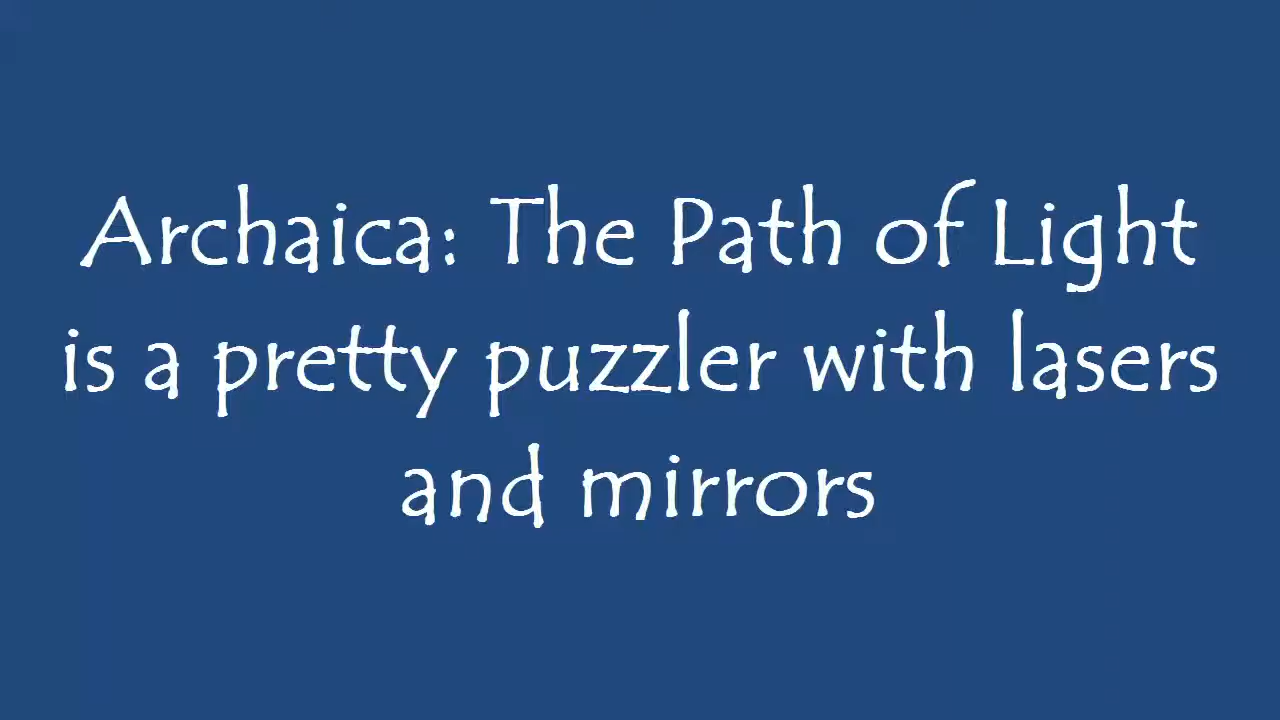 Archaica: The Path of Light
is a pretty puzzler with lasers
and mirrors